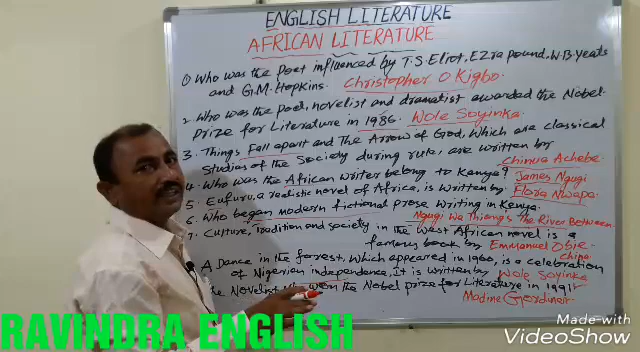 ENGLISH LITERATURE
AFRICAN LITERATURE
1) Who was the poet influenced by T.S. Eliot, EZra pound, W.B. yeats
and G.M. Hopkins. Christopher O Kigbo.
2. Who was the poet, novelist and dramatist awarded the Nobel
Prize for Literature in 1986. Wole Soyinka
3. Things Fall apart and The Arrow of God, Which are classical
Studies of the Society during rule, are written by
Chinua Achebe.
4. Who was the African writer belong to Kenya? James Ngugi
5. Eufuru, a realistic novel of Africa, is written by Flora Nwapa.
6. Who began modern fictional prose writing in Kenya.
Ngugi Wa Thiong's The River Between.
7. Culture, Tradition and society in the West African novel is a
famous book by Emmanuel Obie-
china
A Dance in the forest, Which appeared in 1960, is a celebration
of Nigerian independence, It is written by Wole Soyinka
the Novelist won the Nobel prize for Literature in 1991
Madine Gordiner
RAVINDRA ENGLISH
Made with
VideoShow